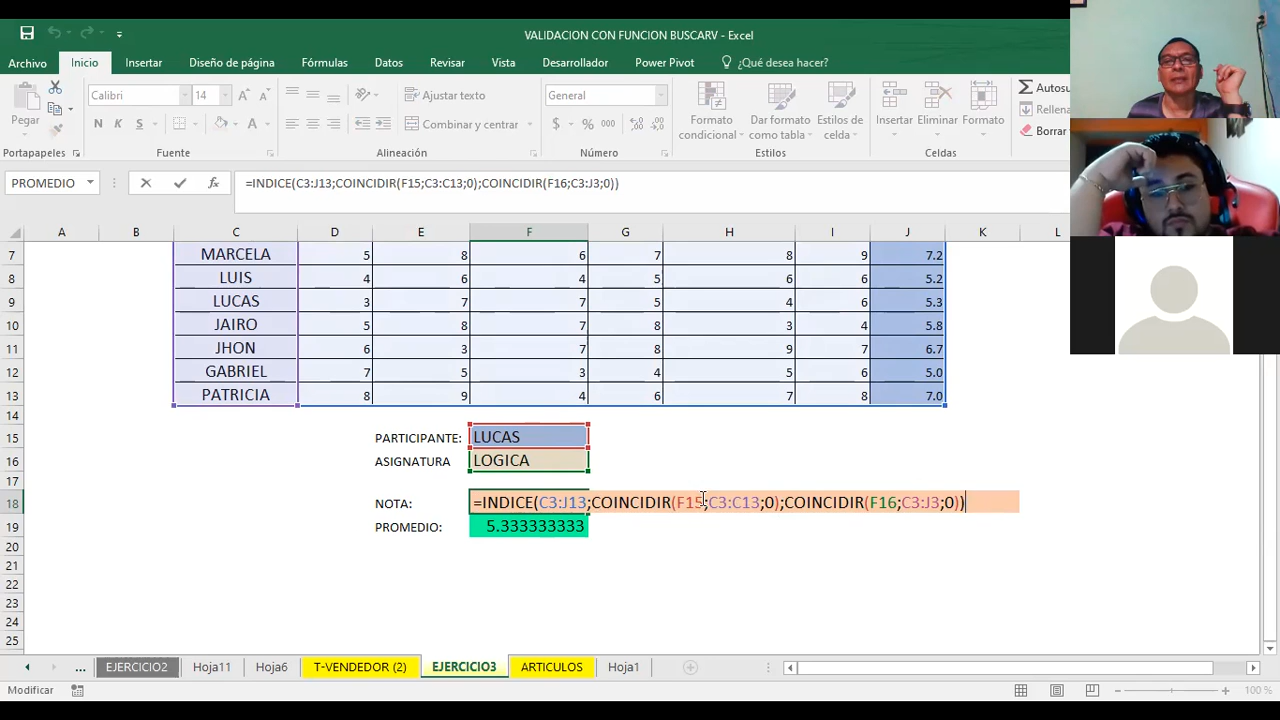 VALIDACION CON FUNCION BUSCARV - Excel
Archivo Inicio Insertar Diseño de página Fórmulas Datos Revisar Vista Desarrollador Power Pivot ¿Qué desea hacer?
Calibri 14 Ajustar texto General Autosu
Pegar N K S Combinar y centrar $ % 000 Formato condicional Dar formato como tabla Estilos de celda Insertar Eliminar Formato Rellena
Borrar
Portapapeles Fuente Alineación Número Estilos Celdas
PROMEDIO fx =INDICE(C3:J13;COINCIDIR(F15;C3:C13;0);COINCIDIR(F16;C3:J3;0))
A B C D E F G H I J K L
7 MARCELA 5 8 6 7 8 9 7.2
8 LUIS 4 6 4 5 6 6 5.2
9 LUCAS 3 7 7 5 4 6 5.3
10 JAIRO 5 8 7 8 3 4 5.8
11 JHON 6 3 7 8 9 7 6.7
12 GABRIEL 7 5 3 4 5 6 5.0
13 PATRICIA 8 9 4 6 7 8 7.0
14
15 PARTICIPANTE: LUCAS
16 ASIGNATURA LOGICA
17
18 NOTA: =INDICE(C3:J13;COINCIDIR(F15;C3:C13;0);COINCIDIR(F16;C3:J3;0))
19 PROMEDIO: 5.333333333
20
21
22
23
24
25
... EJERCICIO2 Hoja11 Hoja6 T-VENDEDOR (2) EJERCICIO3 ARTICULOS Hoja1
Modificar 100 %